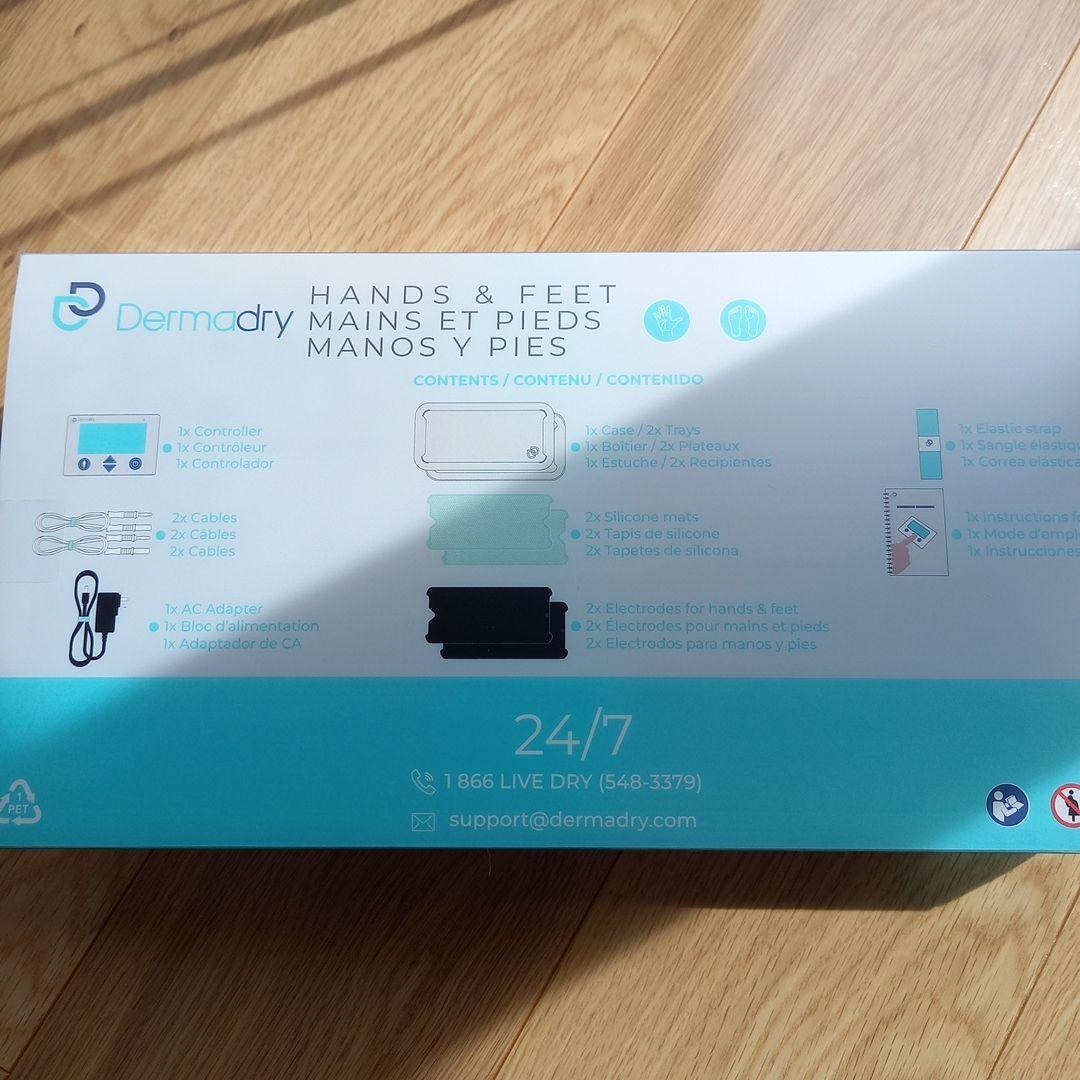 Dermadry
HANDS & FEET
MAINS ET PIEDS
MANOS Y PIES
CONTENTS / CONTENU / CONTENIDO
1x Controller
1x Contrôleur
1x Controlador
1x Case / 2x Trays
1x Boîtier / 2x Plateaux
1x Estuche / 2x Recipientes
1x Elastic strap
1x Sangle élastiq
1x Correa elástica
2x Cables
2x Câbles
2x Cables
2x Silicone mats
2x Tapis de silicone
2x Tapetes de silicona
1x Instructions
1x Mode d'emplo
1x Instrucciones
1x AC Adapter
1x Bloc d'alimentation
1x Adaptador de CA
2x Electrodes for hands & feet
2x Électrodes pour mains et pieds
2x Electrodos para manos y pies
24/7
1 866 LIVE DRY (548-3379)
support@dermadry.com
1
PET